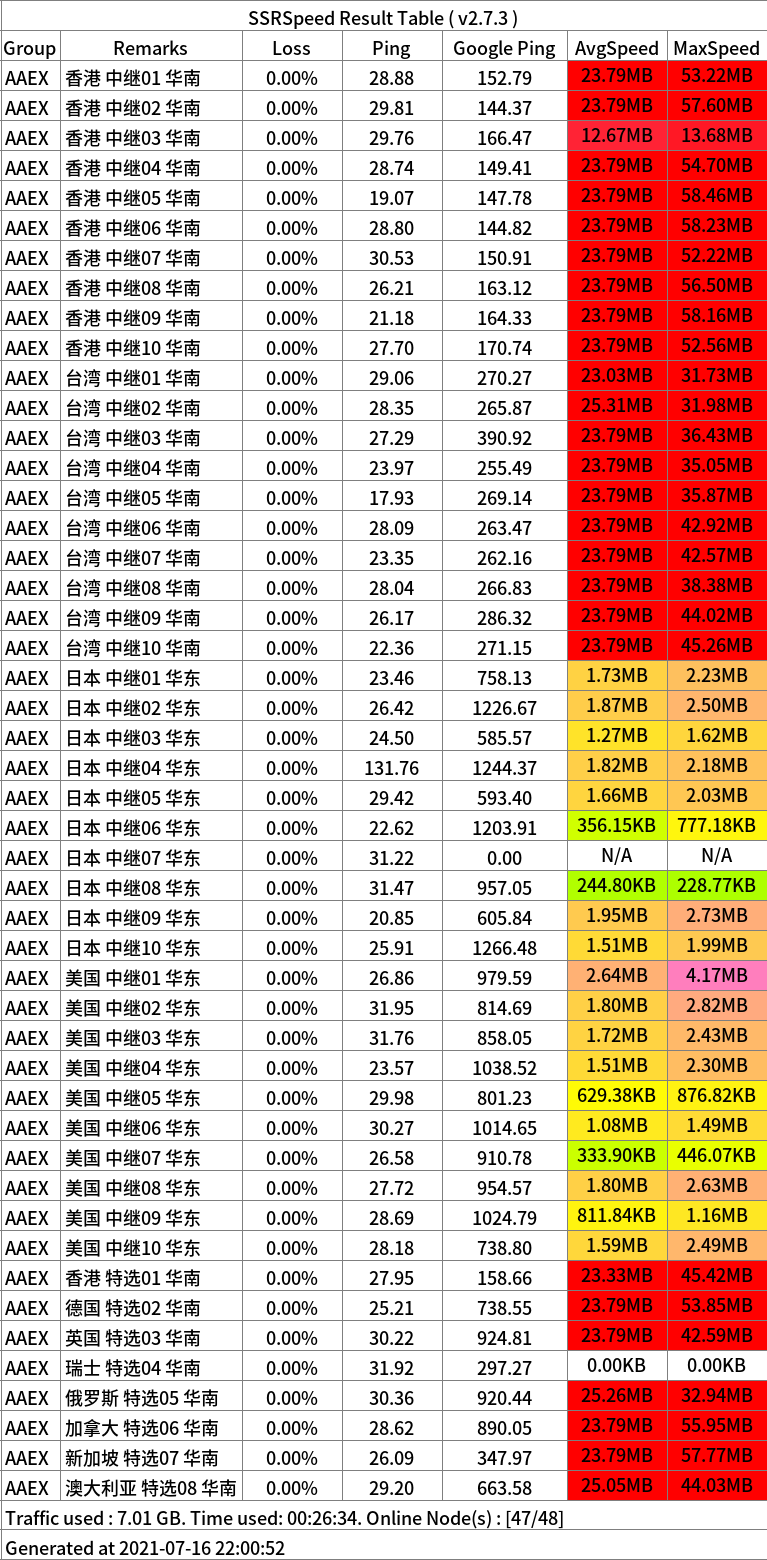 SSRSpeed Result Table ( v2.7.3 )
Group Remarks Loss Ping Google Ping AvgSpeed MaxSpeed
AAEX 香港 中继01 华南 0.00% 28.88 152.79 23.79MB 53.22MB
AAEX 香港 中继02 华南 0.00% 29.81 144.37 23.79MB 57.60MB
AAEX 香港 中继03 华南 0.00% 29.76 166.47 12.67MB 13.68MB
AAEX 香港 中继04 华南 0.00% 28.74 149.41 23.79MB 54.70MB
AAEX 香港 中继05 华南 0.00% 19.07 147.78 23.79MB 58.46MB
AAEX 香港 中继06 华南 0.00% 28.80 144.82 23.79MB 58.23MB
AAEX 香港 中继07 华南 0.00% 30.53 150.91 23.79MB 52.22MB
AAEX 香港 中继08 华南 0.00% 26.21 163.12 23.79MB 56.50MB
AAEX 香港 中继09 华南 0.00% 21.18 164.33 23.79MB 58.16MB
AAEX 香港 中继10 华南 0.00% 27.70 170.74 23.79MB 52.56MB
AAEX 台湾 中继01 华南 0.00% 29.06 270.27 23.03MB 31.73MB
AAEX 台湾 中继02 华南 0.00% 28.35 265.87 25.31MB 31.98MB
AAEX 台湾 中继03 华南 0.00% 27.29 390.92 23.79MB 36.43MB
AAEX 台湾 中继04 华南 0.00% 23.97 255.49 23.79MB 35.05MB
AAEX 台湾 中继05 华南 0.00% 17.93 269.14 23.79MB 35.87MB
AAEX 台湾 中继06 华南 0.00% 28.09 263.47 23.79MB 42.92MB
AAEX 台湾 中继07 华南 0.00% 23.35 262.16 23.79MB 42.57MB
AAEX 台湾 中继08 华南 0.00% 28.04 266.83 23.79MB 38.38MB
AAEX 台湾 中继09 华南 0.00% 26.17 286.32 23.79MB 44.02MB
AAEX 台湾 中继10 华南 0.00% 22.36 271.15 23.79MB 45.26MB
AAEX 日本 中继01 华东 0.00% 23.46 758.13 1.73MB 2.23MB
AAEX 日本 中继02 华东 0.00% 26.42 1226.67 1.87MB 2.50MB
AAEX 日本 中继03 华东 0.00% 24.50 585.57 1.27MB 1.62MB
AAEX 日本 中继04 华东 0.00% 131.76 1244.37 1.82MB 2.18MB
AAEX 日本 中继05 华东 0.00% 29.42 593.40 1.66MB 2.03MB
AAEX 日本 中继06 华东 0.00% 22.62 1203.91 356.15KB 777.18KB
AAEX 日本 中继07 华东 0.00% 31.22 0.00 N/A N/A
AAEX 日本 中继08 华东 0.00% 31.47 957.05 244.80KB 228.77KB
AAEX 日本 中继09 华东 0.00% 20.85 605.84 1.95MB 2.73MB
AAEX 日本 中继10 华东 0.00% 25.91 1266.48 1.51MB 1.99MB
AAEX 美国 中继01 华东 0.00% 26.86 979.59 2.64MB 4.17MB
AAEX 美国 中继02 华东 0.00% 31.95 814.69 1.80MB 2.82MB
AAEX 美国 中继03 华东 0.00% 31.76 858.05 1.72MB 2.43MB
AAEX 美国 中继04 华东 0.00% 23.57 1038.52 1.51MB 2.30MB
AAEX 美国 中继05 华东 0.00% 29.98 801.23 629.38KB 876.82KB
AAEX 美国 中继06 华东 0.00% 30.27 1014.65 1.08MB 1.49MB
AAEX 美国 中继07 华东 0.00% 26.58 910.78 333.90KB 446.07KB
AAEX 美国 中继08 华东 0.00% 27.72 954.57 1.80MB 2.63MB
AAEX 美国 中继09 华东 0.00% 28.69 1024.79 811.84KB 1.16MB
AAEX 美国 中继10 华东 0.00% 28.18 738.80 1.59MB 2.49MB
AAEX 香港 特选01 华南 0.00% 27.95 158.66 23.33MB 45.42MB
AAEX 德国 特选02 华南 0.00% 25.21 738.55 23.79MB 53.85MB
AAEX 英国 特选03 华南 0.00% 30.22 924.81 23.79MB 42.59MB
AAEX 瑞士 特选04 华南 0.00% 31.92 297.27 0.00KB 0.00KB
AAEX 俄罗斯 特选05 华南 0.00% 30.36 920.44 25.26MB 32.94MB
AAEX 加拿大 特选06 华南 0.00% 28.62 890.05 23.79MB 55.95MB
AAEX 新加坡 特选07 华南 0.00% 26.09 347.97 23.79MB 57.77MB
AAEX 澳大利亚 特选08 华南 0.00% 29.20 663.58 25.05MB 44.03MB
Traffic used : 7.01 GB. Time used: 00:26:34. Online Node(s) : [47/48]
Generated at 2021-07-16 22:00:52